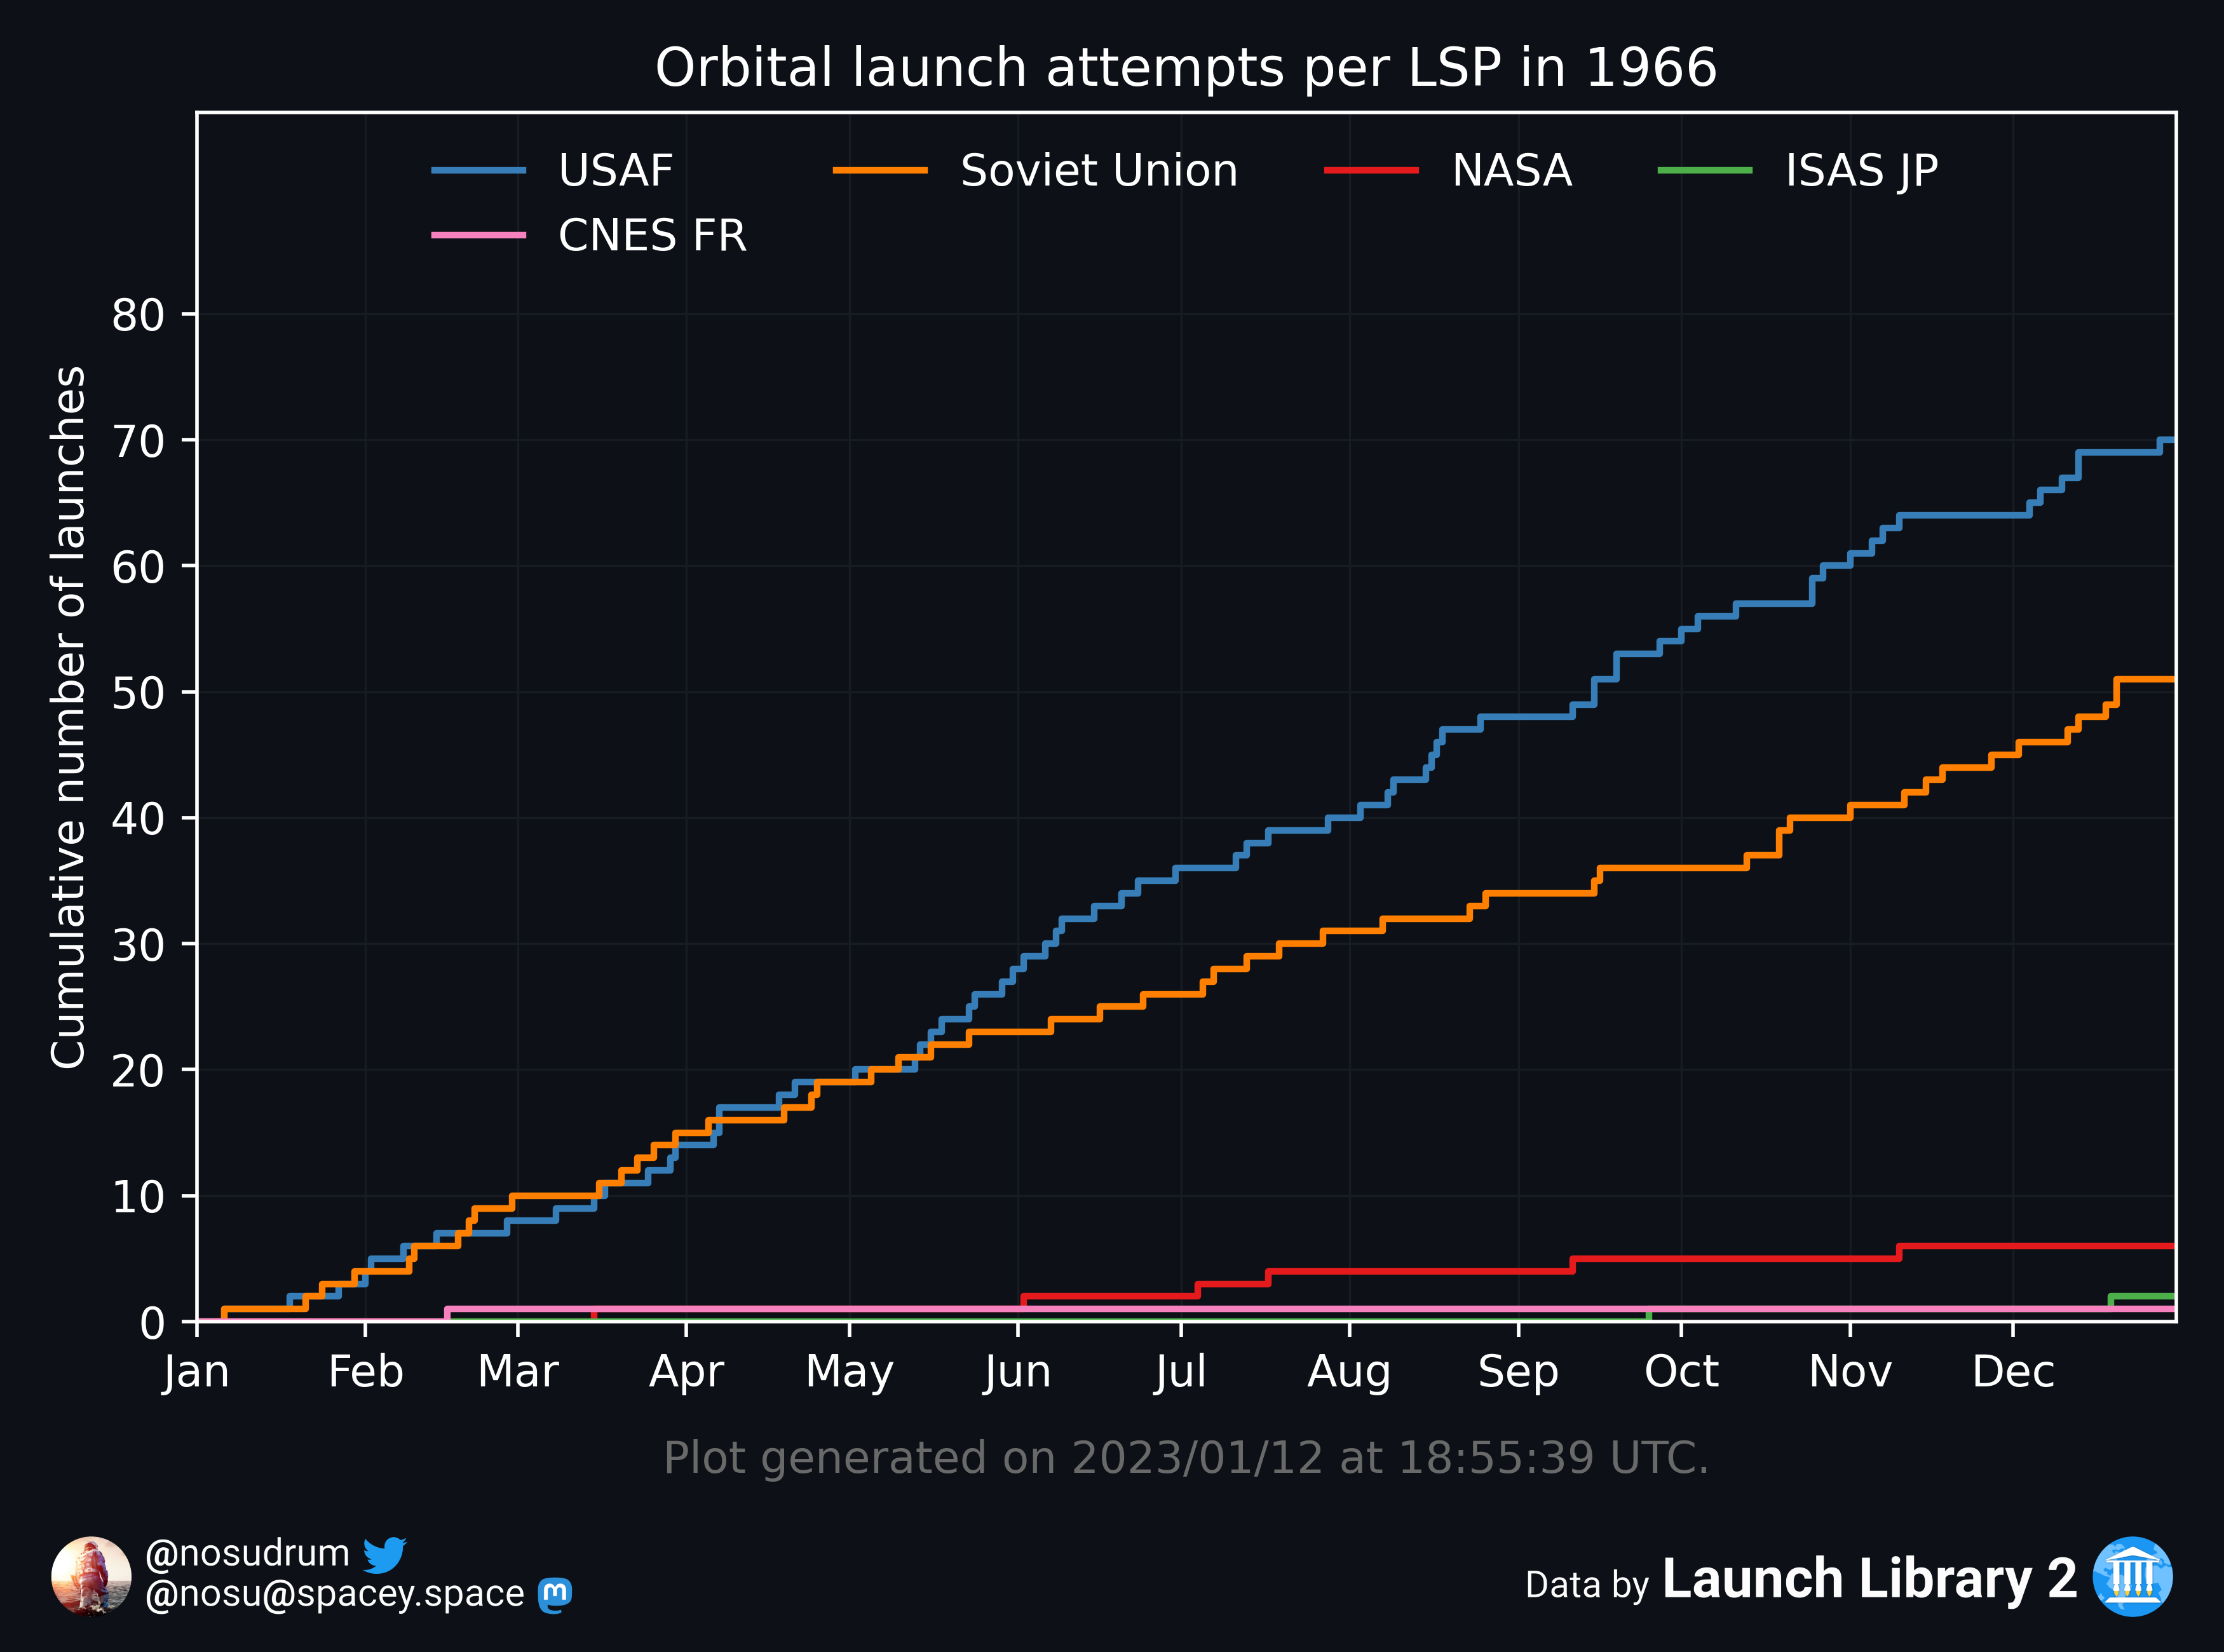 Orbital launch attempts per LSP in 1966
USAF Soviet Union NASA ISAS JP
CNES FR
Cumulative number of launches
80
70
60
50
40
30
20
10
0
Jan Feb Mar Apr May Jun Jul Aug Sep Oct Nov Dec
Plot generated on 2023/01/12 at 18:55:39 UTC.
@nosudrum
@nosu@spacey.space
Data by Launch Library 2